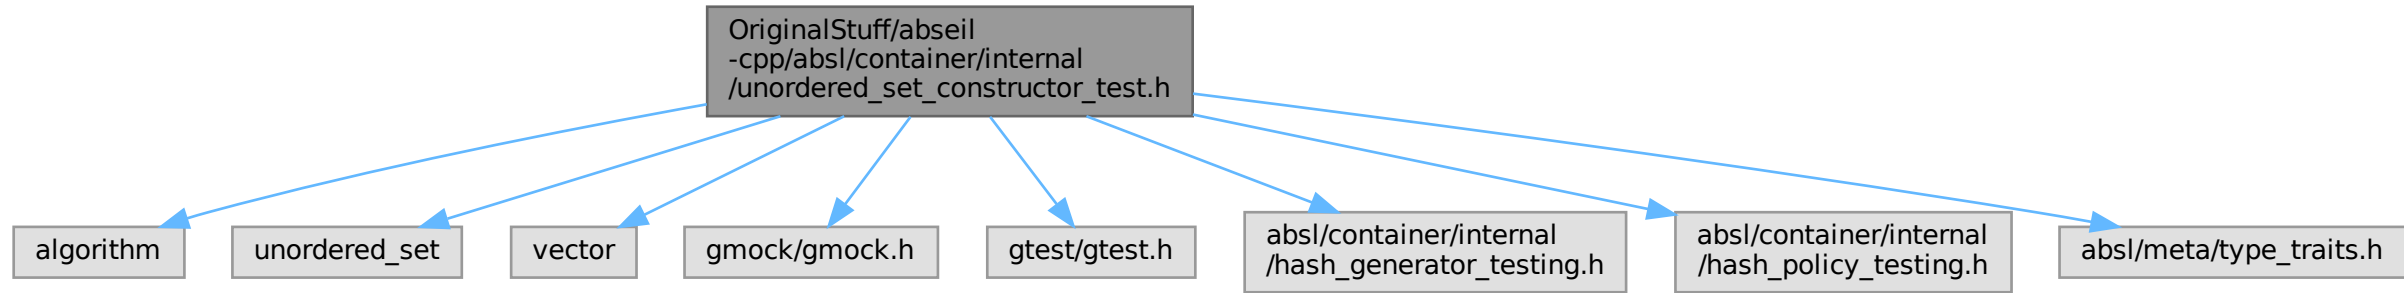 OriginalStuff/abseil
-cpp/absl/container/internal
/unordered_set_constructor_test.h
algorithm
unordered_set
vector
gmock/gmock.h
gtest/gtest.h
absl/container/internal
/hash_generator_testing.h
absl/container/internal
/hash_policy_testing.h
absl/meta/type_traits.h